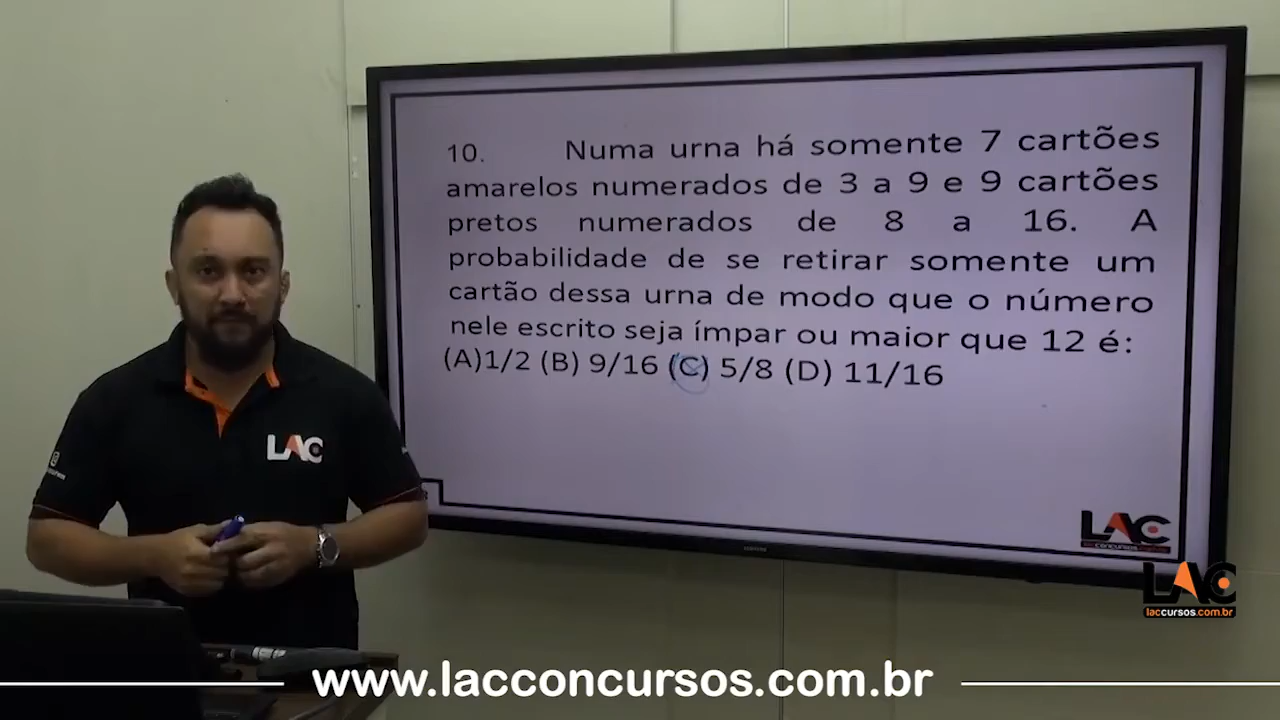 10. Numa urna há somente 7 cartões
amarelos numerados de 3 a 9 e 9 cartões
pretos numerados de 8 a 16. A
probabilidade de se retirar somente um
cartão dessa urna de modo que o número
nele escrito seja ímpar ou maior que 12 é:
(A)1/2 (B) 9/16 (C) 5/8 (D) 11/16
LAC
LAC
LAC
laccursos.com.br
www.lacconcursos.com.br